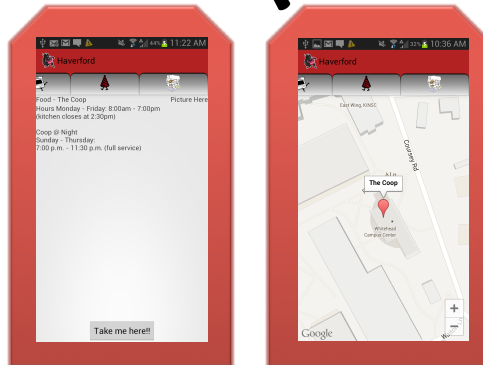 44% 11:22 AM
Haverford
Food - The Coop Picture Here
Hours Monday - Friday: 8:00am - 7:00pm
(kitchen closes at 2:30pm)
Coop @ Night
Sunday - Thursday:
7:00 p.m. - 11:30 p.m. (full service)
Take me here!!
32% 10:36 AM
Haverford
East Wing, KINSC
Coursey Rd
The Coop
Whitehead
Campus Center
Google